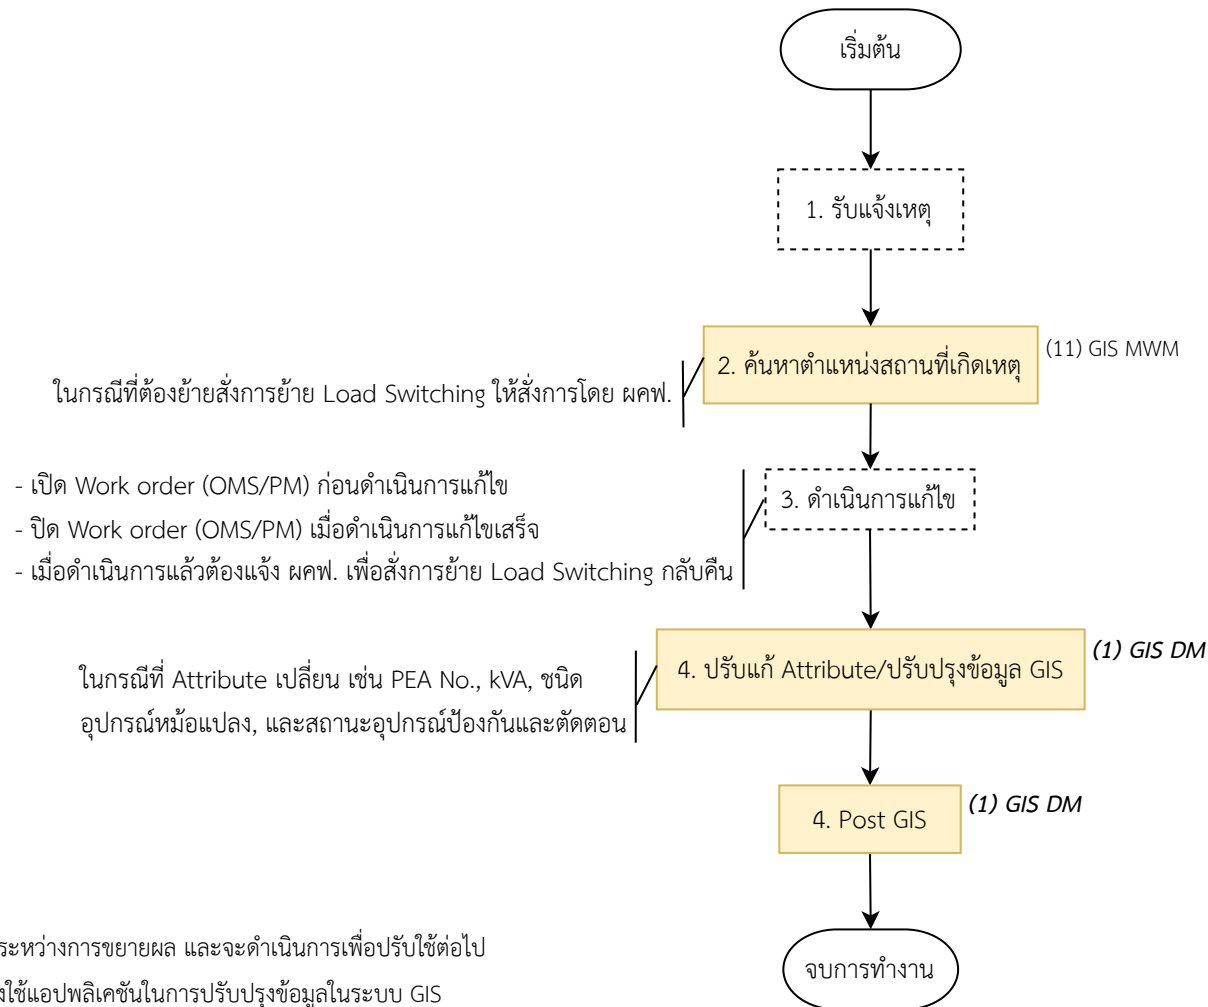 เริ่มต้น
1. รับแจ้งเหตุ
2. ค้นหาตำแหน่งสถานที่เกิดเหตุ
(11) GIS MWM
ในกรณีที่ต้องย้ายสั่งการย้าย Load Switching ให้สั่งการโดย ผคฟ.
3. ดำเนินการแก้ไข
- เปิด Work order (OMS/PM) ก่อนดำเนินการแก้ไข
- ปิด Work order (OMS/PM) เมื่อดำเนินการแก้ไขเสร็จ
- เมื่อดำเนินการแล้วต้องแจ้ง ผคฟ. เพื่อสั่งการย้าย Load Switching กลับคืน
4. ปรับแก้ Attribute/ปรับปรุงข้อมูล GIS
(1) GIS DM
ในกรณีที่ Attribute เปลี่ยน เช่น PEA No., kVA, ชนิด
อุปกรณ์หม้อแปลง, และสถานะอุปกรณ์ป้องกันและตัดตอน
4. Post GIS
(1) GIS DM
จบการทำงาน
ระหว่างการขยายผล และจะดำเนินการเพื่อปรับใช้ต่อไป
ใช้แอปพลิเคชันในการปรับปรุงข้อมูลในระบบ GIS